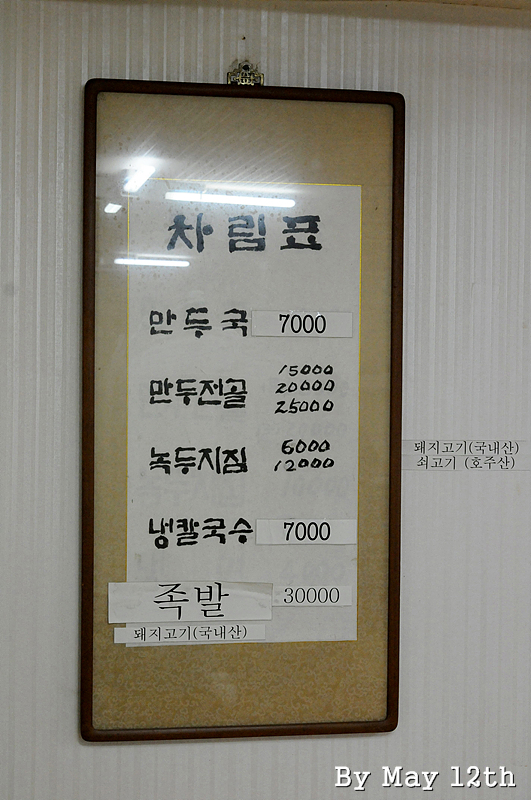 차림표
만두국 7000
만두전골 15000
20000
25000
녹두지짐 6000
12000
냉칼국수 7000
족발 30000
돼지고기(국내산)
돼지고기(국내산)
쇠고기 (호주산)
By May 12th